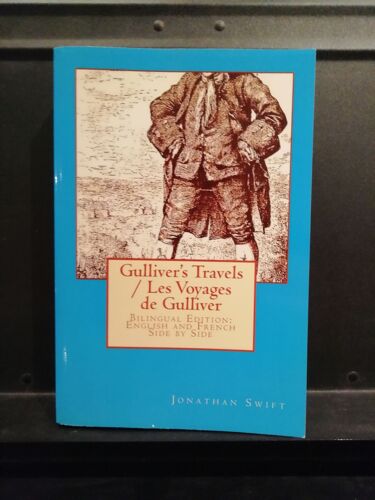 Gulliver's Travels
/ Les Voyages
de Gulliver
Bilingual Edition:
English and French
Side by Side
Jonathan Swift